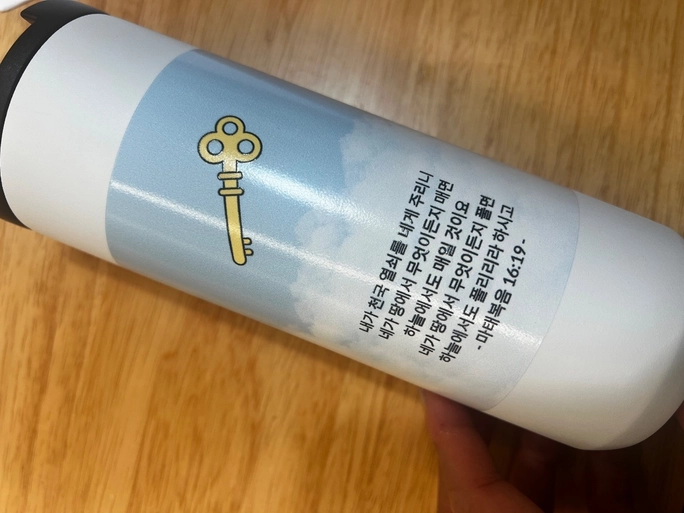 내가 천국 열쇠를 네게 주리니
네가 땅에서 무엇이든지 매면
하늘에서도 매일 것이요
네가 땅에서 무엇이든지 풀면
하늘에서도 풀리리라 하시고
- 마태복음 16:19 -